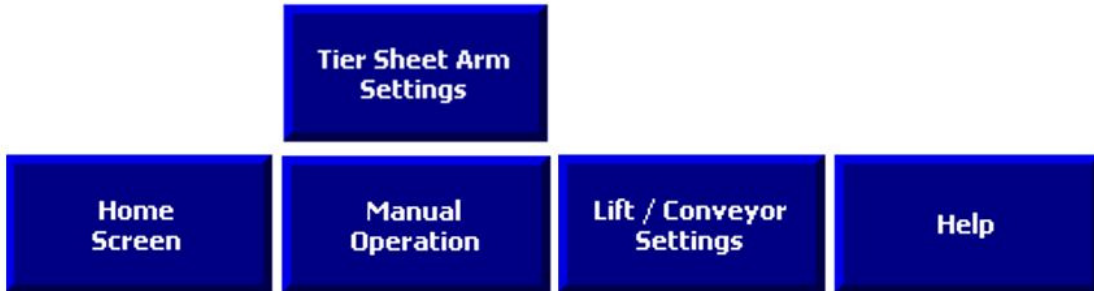 Tier Sheet Arm
Settings
Home
Screen
Manual
Operation
Lift / Conveyor
Settings
Help